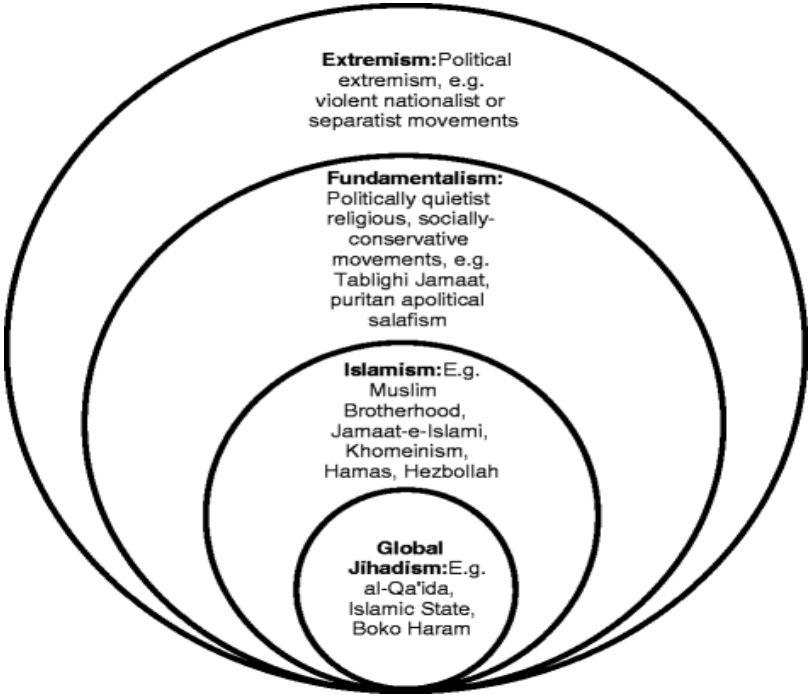 Extremism:Political
extremism, e.g.
violent nationalist or
separatist movements
Fundamentalism:
Politically quietist
religious, socially-
conservative
movements, e.g.
Tablighi Jamaat,
puritan apolitical
salafism
Islamism:E.g.
Muslim
Brotherhood,
Jamaat-e-Islami,
Khomeinism,
Hamas, Hezbollah
Global
Jihadism:E.g.
al-Qa'ida,
Islamic State,
Boko Haram